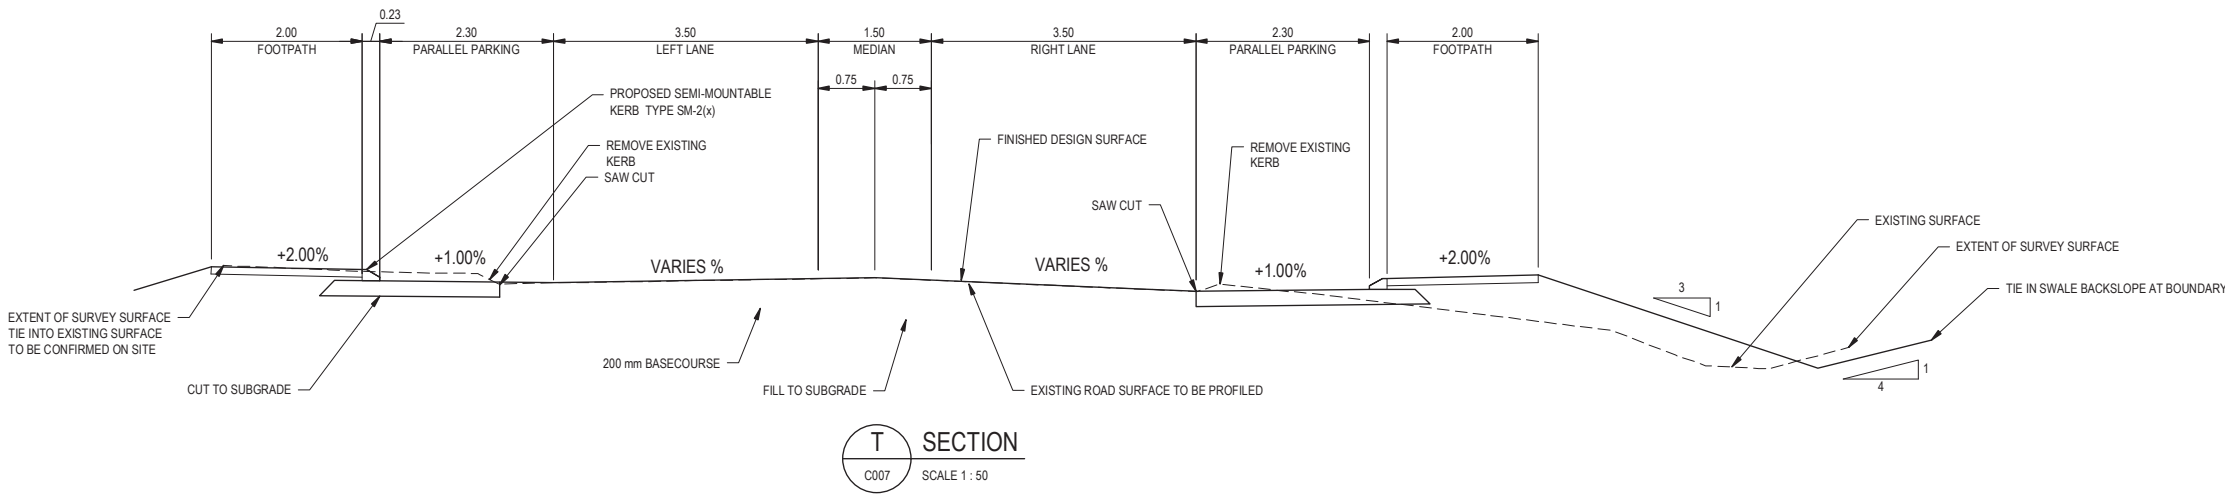 0.23
2.00
FOOTPATH
2.30
PARALLEL PARKING
3.50
LEFT LANE
1.50
MEDIAN
3.50
RIGHT LANE
2.30
PARALLEL PARKING
2.00
FOOTPATH
0.75
0.75
PROPOSED SEMI-MOUNTABLE
KERB TYPE SM-2(x)
REMOVE EXISTING
KERB
SAW CUT
FINISHED DESIGN SURFACE
REMOVE EXISTING
KERB
SAW CUT
EXISTING SURFACE
EXTENT OF SURVEY SURFACE
+2.00%
+1.00%
VARIES %
VARIES %
+1.00%
+2.00%
3
1
TIE IN SWALE BACKSLOPE AT BOUNDARY
EXTENT OF SURVEY SURFACE
TIE INTO EXISTING SURFACE
TO BE CONFIRMED ON SITE
200 mm BASECOURSE
1
4
CUT TO SUBGRADE
FILL TO SUBGRADE
EXISTING ROAD SURFACE TO BE PROFILED
T
SECTION
C007
SCALE 1 : 50